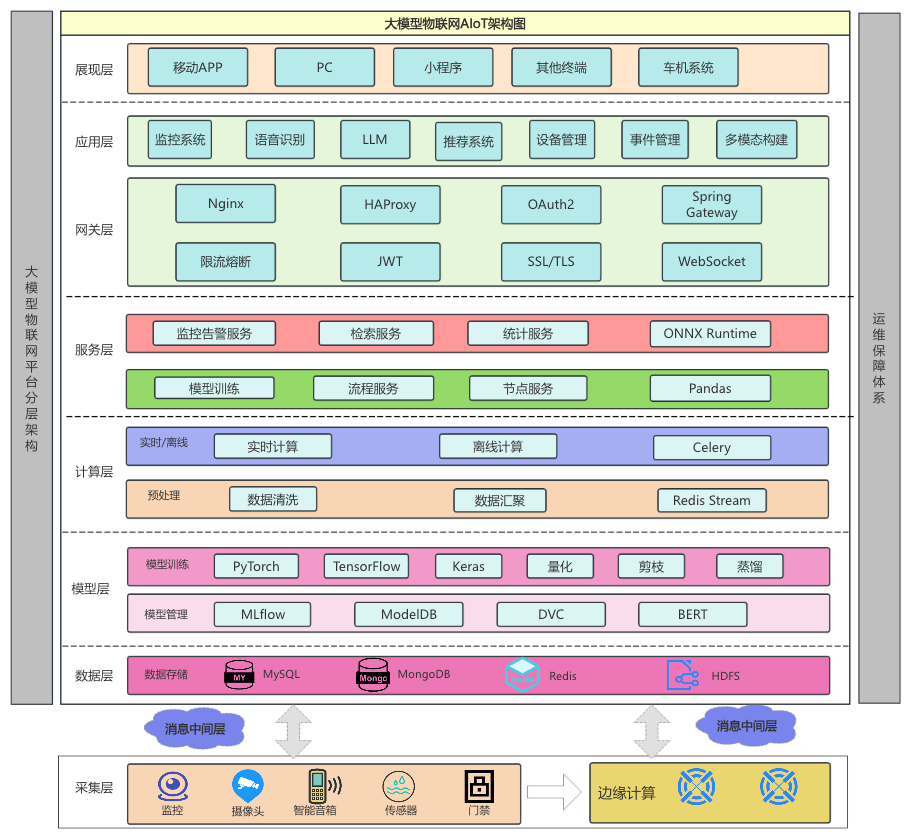 大模型物联网AIoT架构图
大模型物联网平台分层架构
运维保障体系
展现层
移动APP
PC
小程序
其他终端
车机系统
应用层
监控系统
语音识别
LLM
推荐系统
设备管理
事件管理
多模态构建
网关层
Nginx
HAProxy
OAuth2
Spring
Gateway
限流熔断
JWT
SSL/TLS
WebSocket
服务层
监控告警服务
检索服务
统计服务
ONNX Runtime
模型训练
流程服务
节点服务
Pandas
计算层
实时/离线
实时计算
离线计算
Celery
预处理
数据清洗
数据汇聚
Redis Stream
模型层
模型训练
PyTorch
TensorFlow
Keras
量化
剪枝
蒸馏
模型管理
MLflow
ModelDB
DVC
BERT
数据层
数据存储
MY
MySQL
Mongo
MongoDB
Redis
HDFS
消息中间层
消息中间层
采集层
监控
摄像头
智能音箱
传感器
门禁
边缘计算